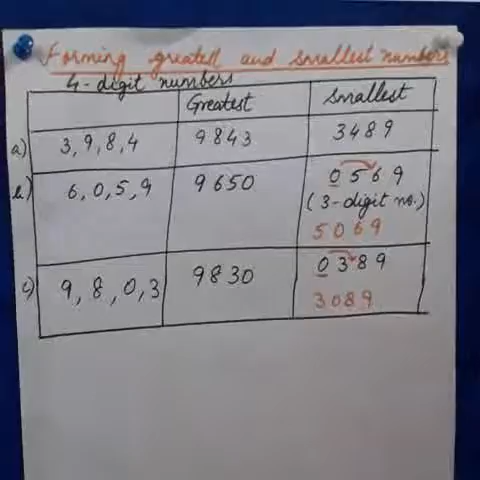 Forming greatest and smallest numbers
4-digit numbers
Greatest Smallest
a) 3, 9, 8, 4 9843 3489
b) 6, 0, 5, 9 9650 0569
(3-digit no.)
5069
c) 9, 8, 0, 3 9830 0389
3089